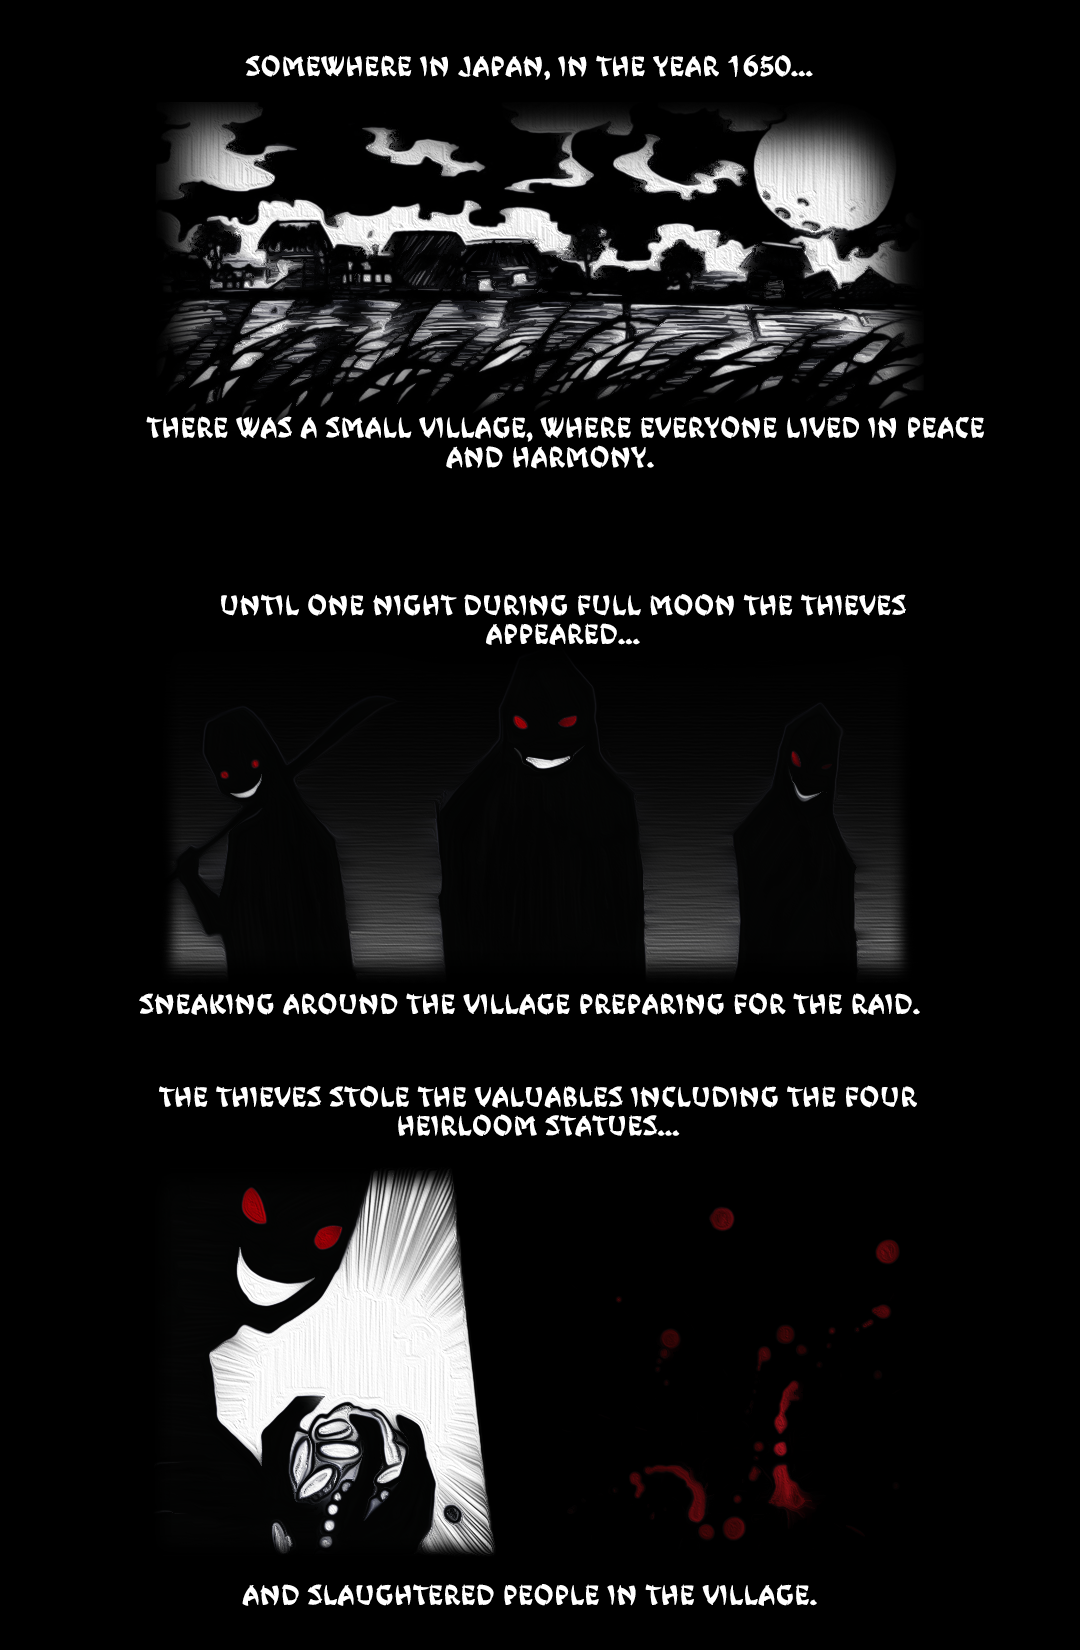 SOMEWHERE IN JAPAN, IN THE YEAR 1650...
THERE WAS A SMALL VILLAGE, WHERE EVERYONE LIVED IN PEACE
AND HARMONY.
UNTIL ONE NIGHT DURING FULL MOON THE THIEVES
APPEARED...
SNEAKING AROUND THE VILLAGE PREPARING FOR THE RAID.
THE THIEVES STOLE THE VALUABLES INCLUDING THE FOUR
HEIRLOOM STATUES...
AND SLAUGHTERED PEOPLE IN THE VILLAGE.